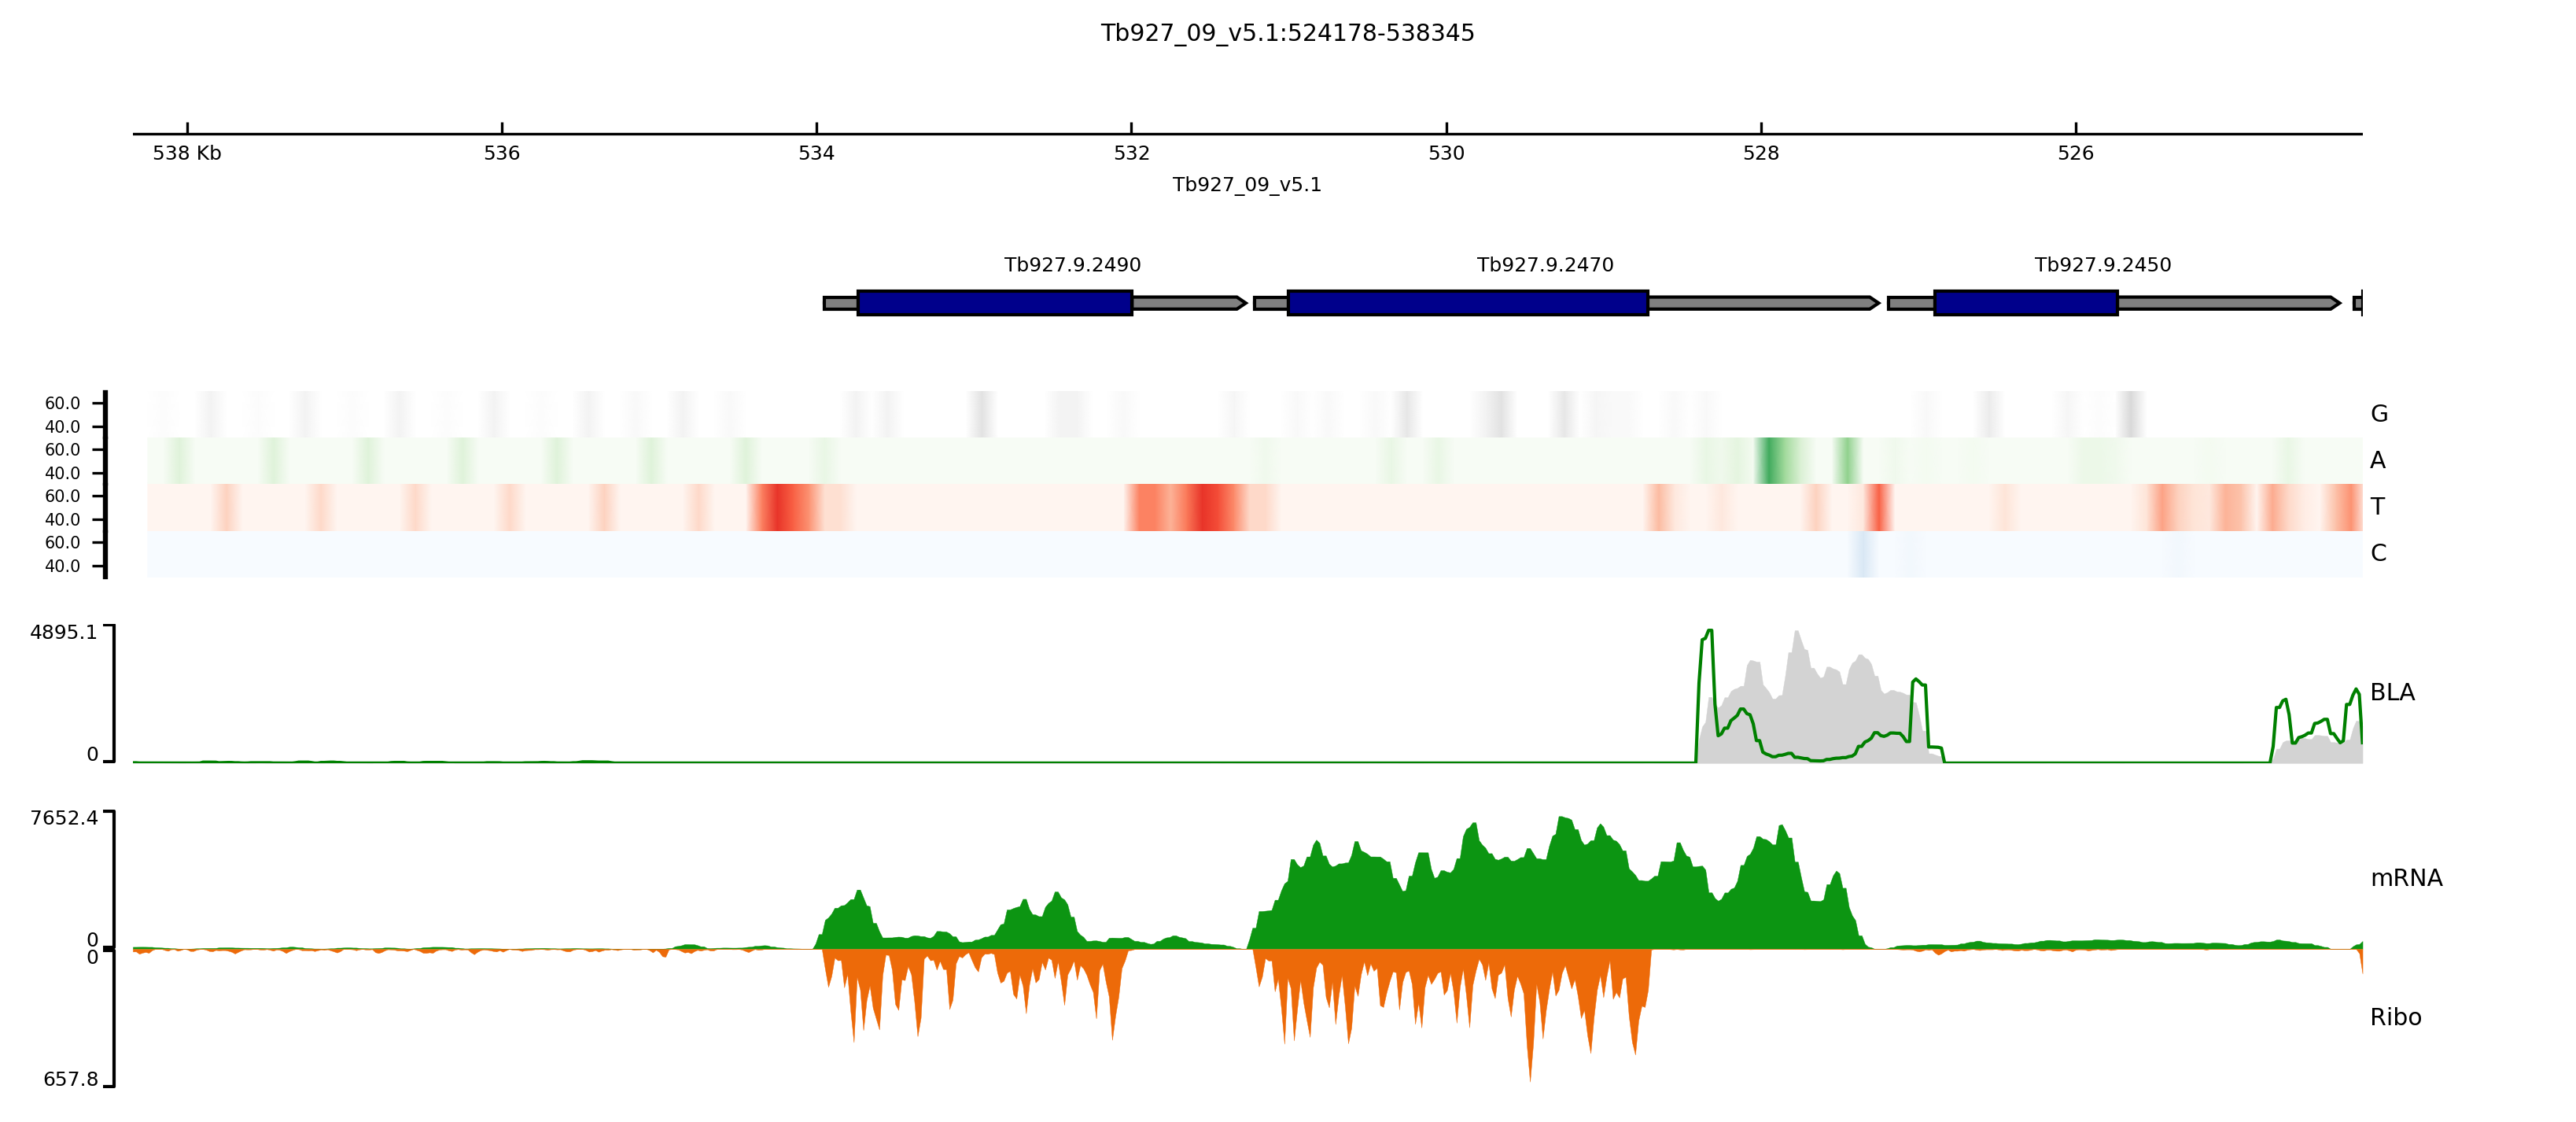 Tb927_09_v5.1:524178-538345
538 Kb 536 534 532 530 528 526
Tb927_09_v5.1
Tb927.9.2490 Tb927.9.2470 Tb927.9.2450
60.0
40.0
G
60.0
40.0
A
60.0
40.0
T
60.0
40.0
C
4895.1
0
BLA
7652.4
0
mRNA
0
657.8
Ribo